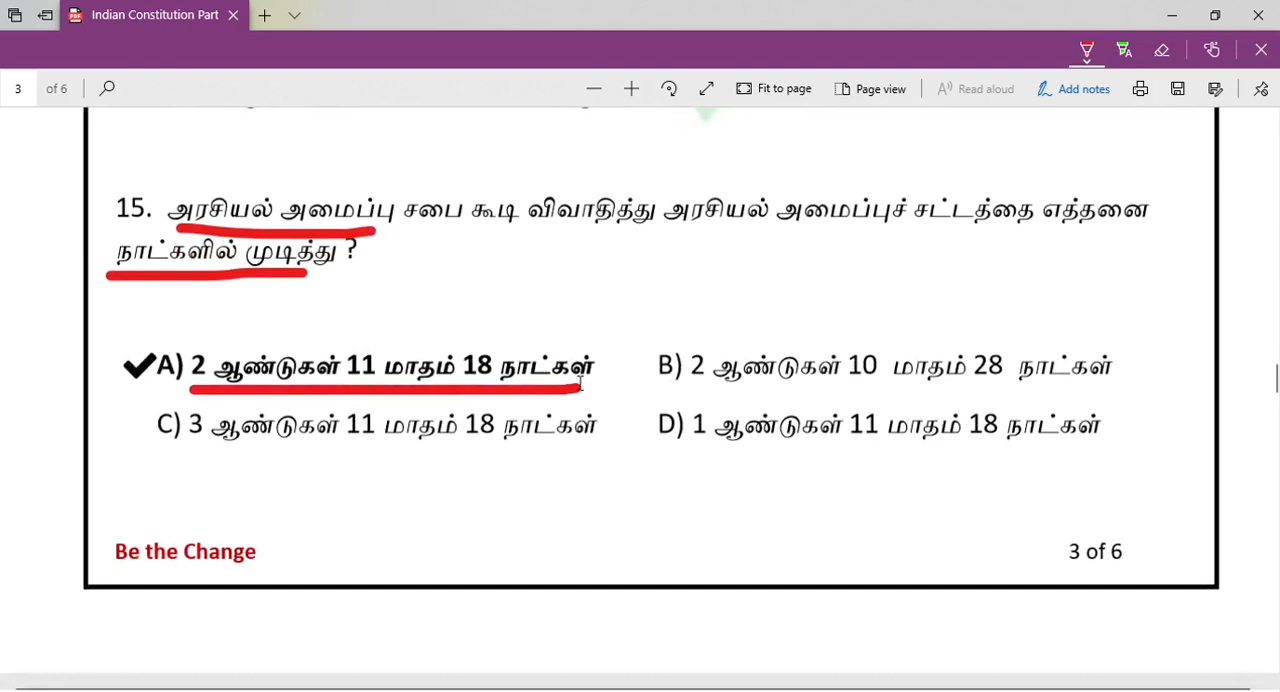 Indian Constitution Part
3 of 6
Fit to page
Page view
Read aloud
Add notes
15. அரசியல் அமைப்பு சபை கூடி விவாதித்து அரசியல் அமைப்புச் சட்டத்தை எத்தனை
நாட்களில் முடித்து ?
A) 2 ஆண்டுகள் 11 மாதம் 18 நாட்கள் B) 2 ஆண்டுகள் 10 மாதம் 28 நாட்கள்
C) 3 ஆண்டுகள் 11 மாதம் 18 நாட்கள் D) 1 ஆண்டுகள் 11 மாதம் 18 நாட்கள்
Be the Change 3 of 6